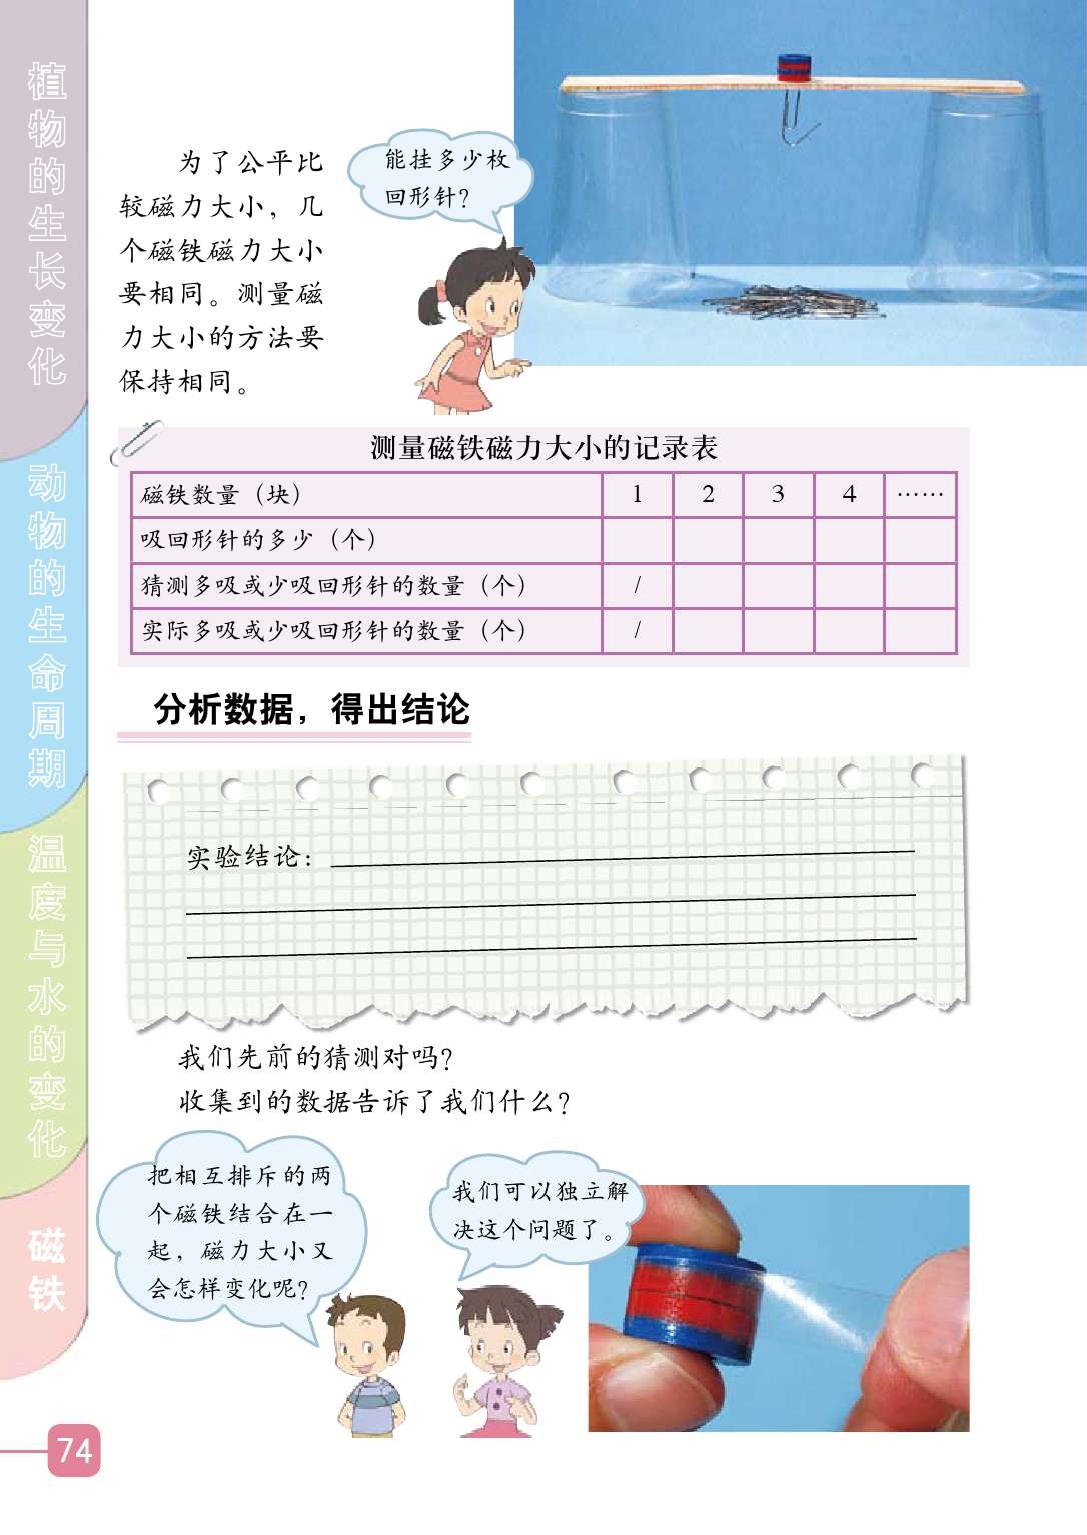 植物的生长变化
动物的生命周期
温度与水的变化
磁铁
为了公平比
较磁力大小，几
个磁铁磁力大小
要相同。测量磁
力大小的方法要
保持相同。
能挂多少枚
回形针？
测量磁铁磁力大小的记录表
磁铁数量（块） 1 2 3 4 ……
吸回形针的多少（个）
猜测多吸或少吸回形针的数量（个） /
实际多吸或少吸回形针的数量（个） /
分析数据，得出结论
实验结论：
我们先前的猜测对吗？
收集到的数据告诉了我们什么？
把相互排斥的两
个磁铁结合在一
起，磁力大小又
会怎样变化呢？
我们可以独立解
决这个问题了。
74